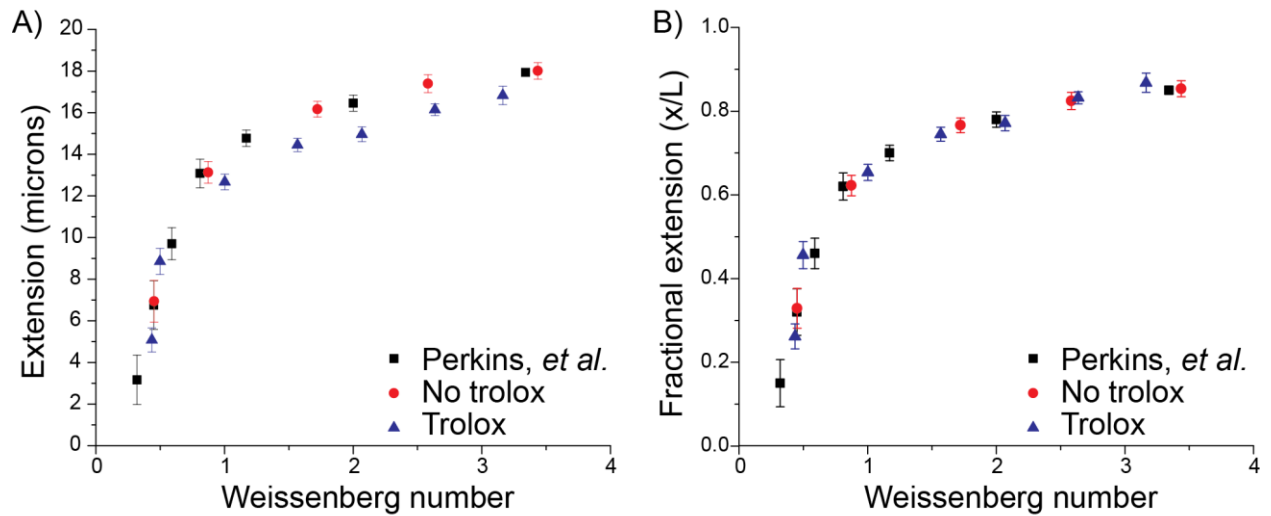 A)
Extension (microns)
20
18
16
14
12
10
8
6
4
2
0
0 1 2 3 4
Weissenberg number
Perkins, et al.
No trolox
Trolox
B)
Fractional extension (x/L)
1.0
0.8
0.6
0.4
0.2
0.0
0 1 2 3 4
Weissenberg number
Perkins, et al.
No trolox
Trolox